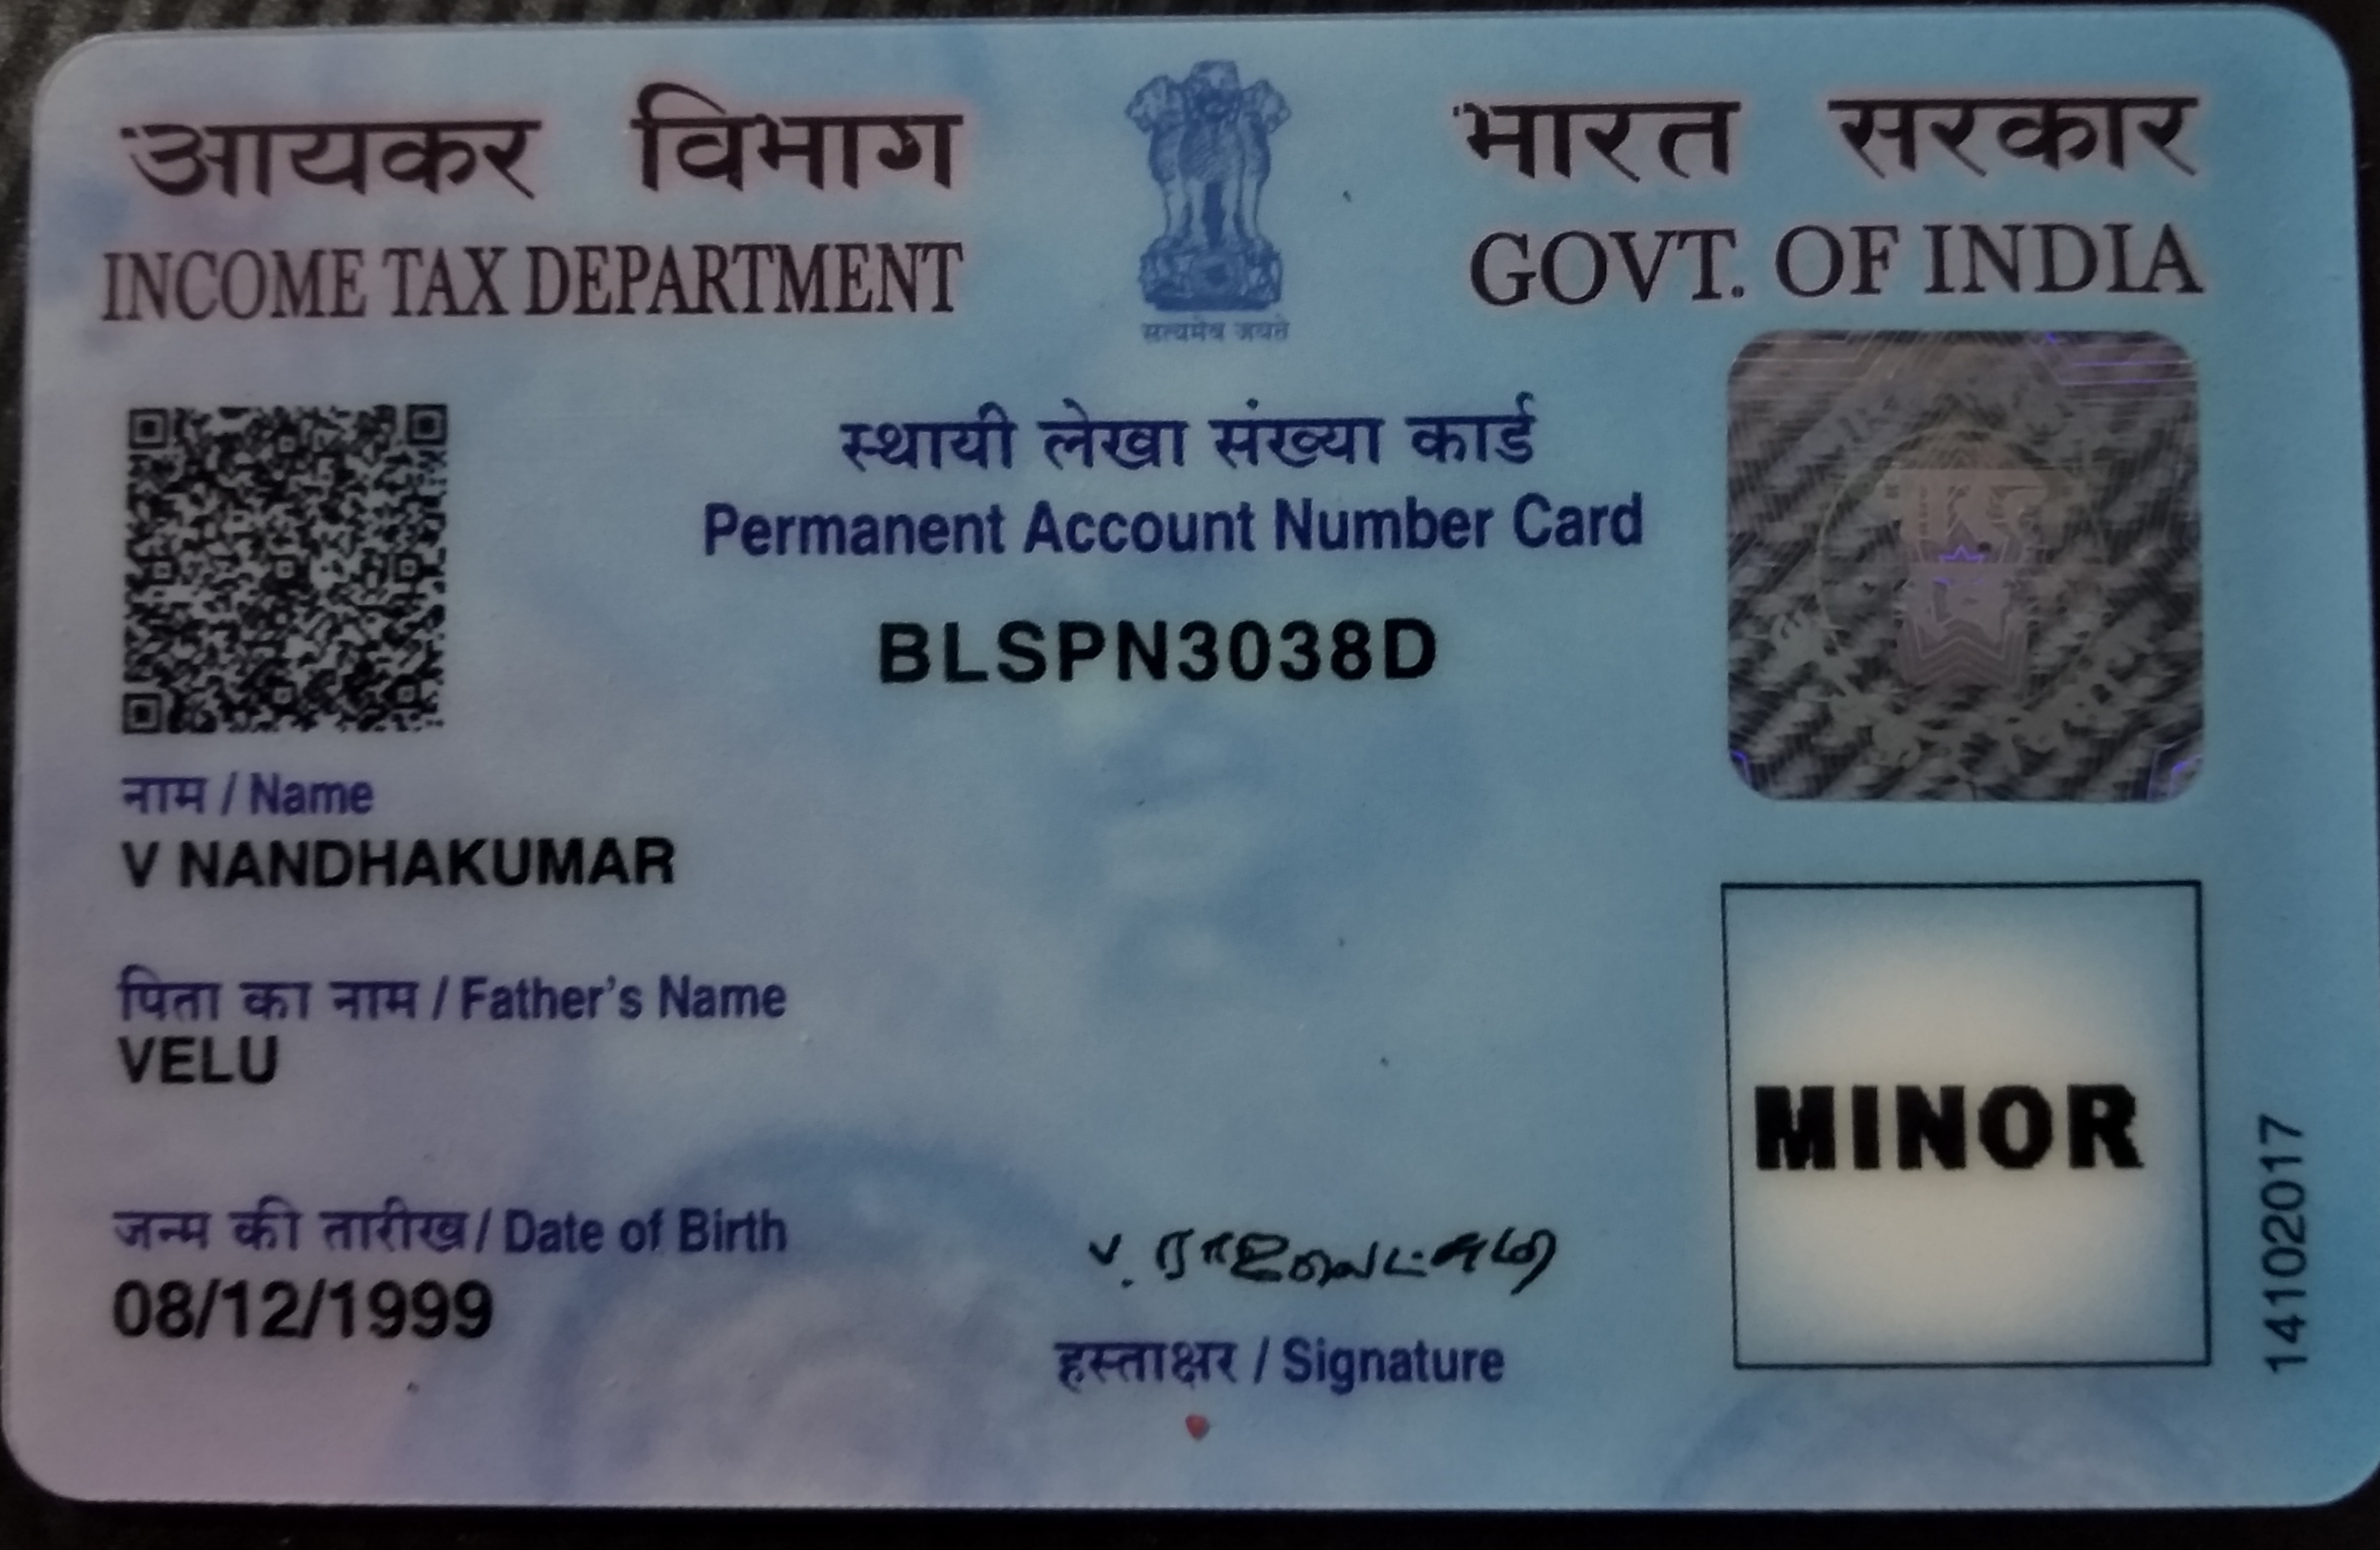 आयकर विभाग
INCOME TAX DEPARTMENT
सत्यमेव जयते
भारत सरकार
GOVT. OF INDIA
स्थायी लेखा संख्या कार्ड
Permanent Account Number Card
BLSPN3038D
नाम / Name
V NANDHAKUMAR
पिता का नाम / Father's Name
VELU
जन्म की तारीख / Date of Birth
08/12/1999
हस्ताक्षर / Signature
MINOR
14102017